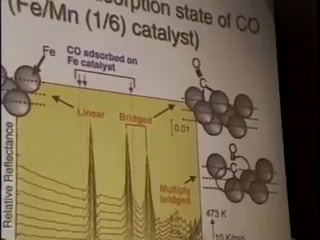 orption state of CO
(Fe/Mn (1/6) catalyst)
Fe
CO adsorbed on
Fe catalyst
Linear
Bridged
0.01
Multiply
bridged
Relative Reflectance
473 K
10 K/min
O
C
O
C